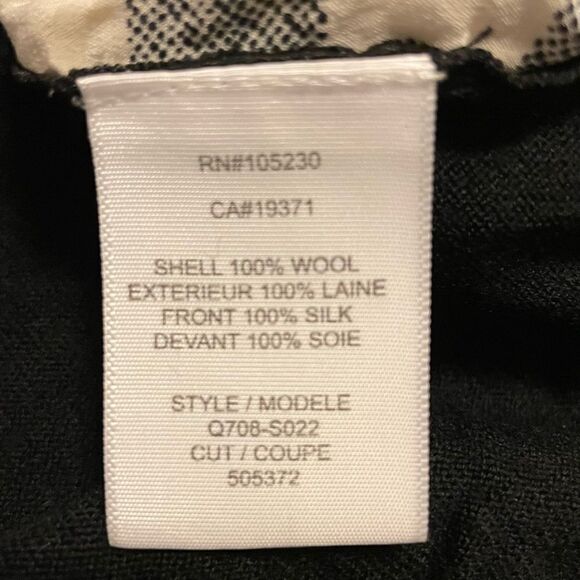 RN#105230
CA#19371
SHELL 100% WOOL
EXTERIEUR 100% LAINE
FRONT 100% SILK
DEVANT 100% SOIE
STYLE / MODELE
Q708-S022
CUT / COUPE
505372